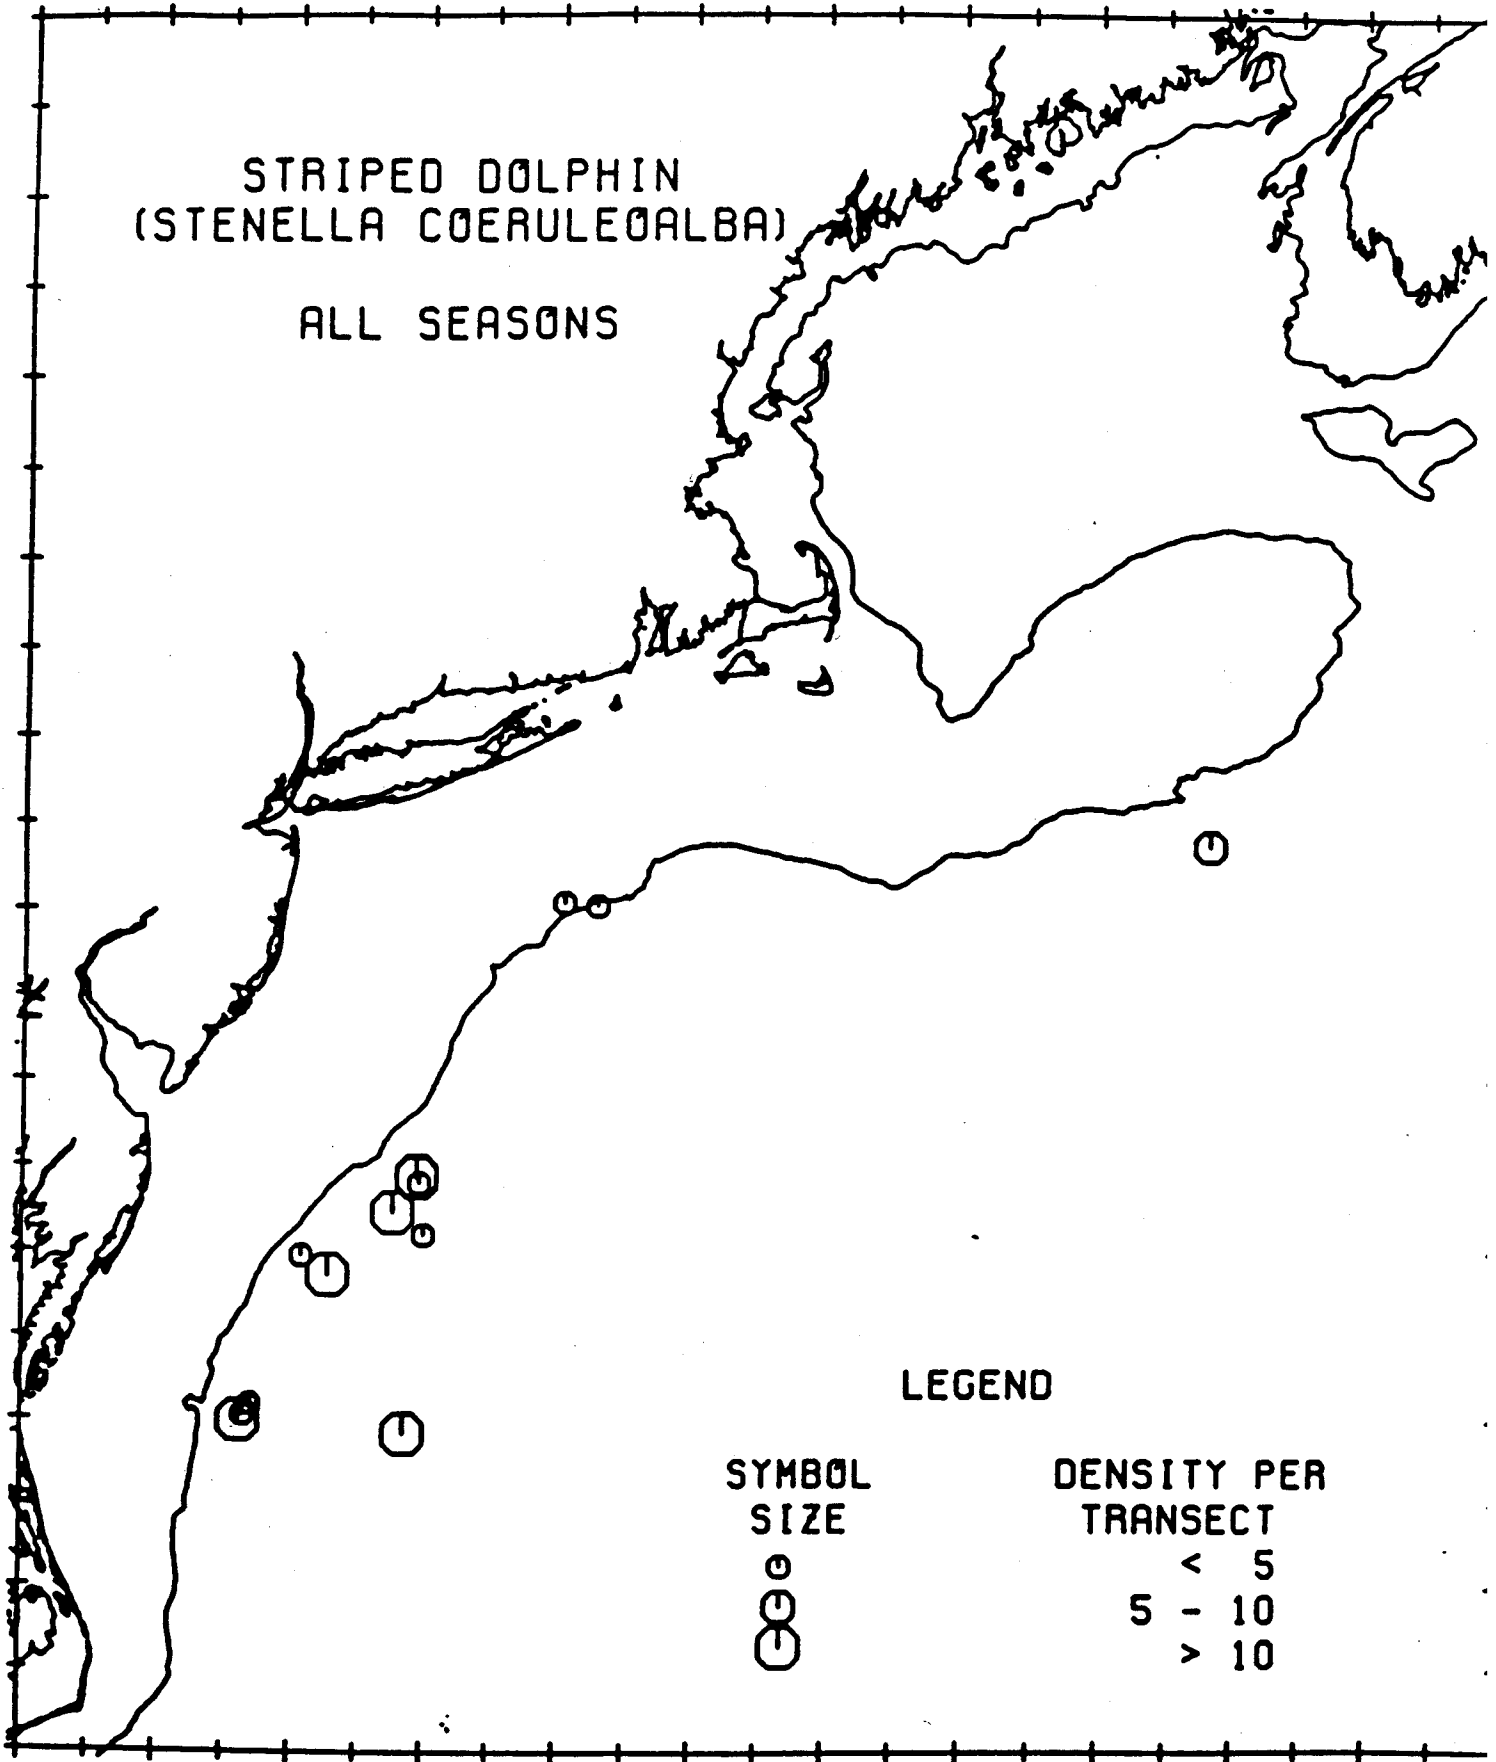 STRIPED DOLPHIN
(STENELLA COERULEOALBA)
ALL SEASONS
LEGEND
SYMBOL SIZE
DENSITY PER TRANSECT
< 5
5 - 10
> 10